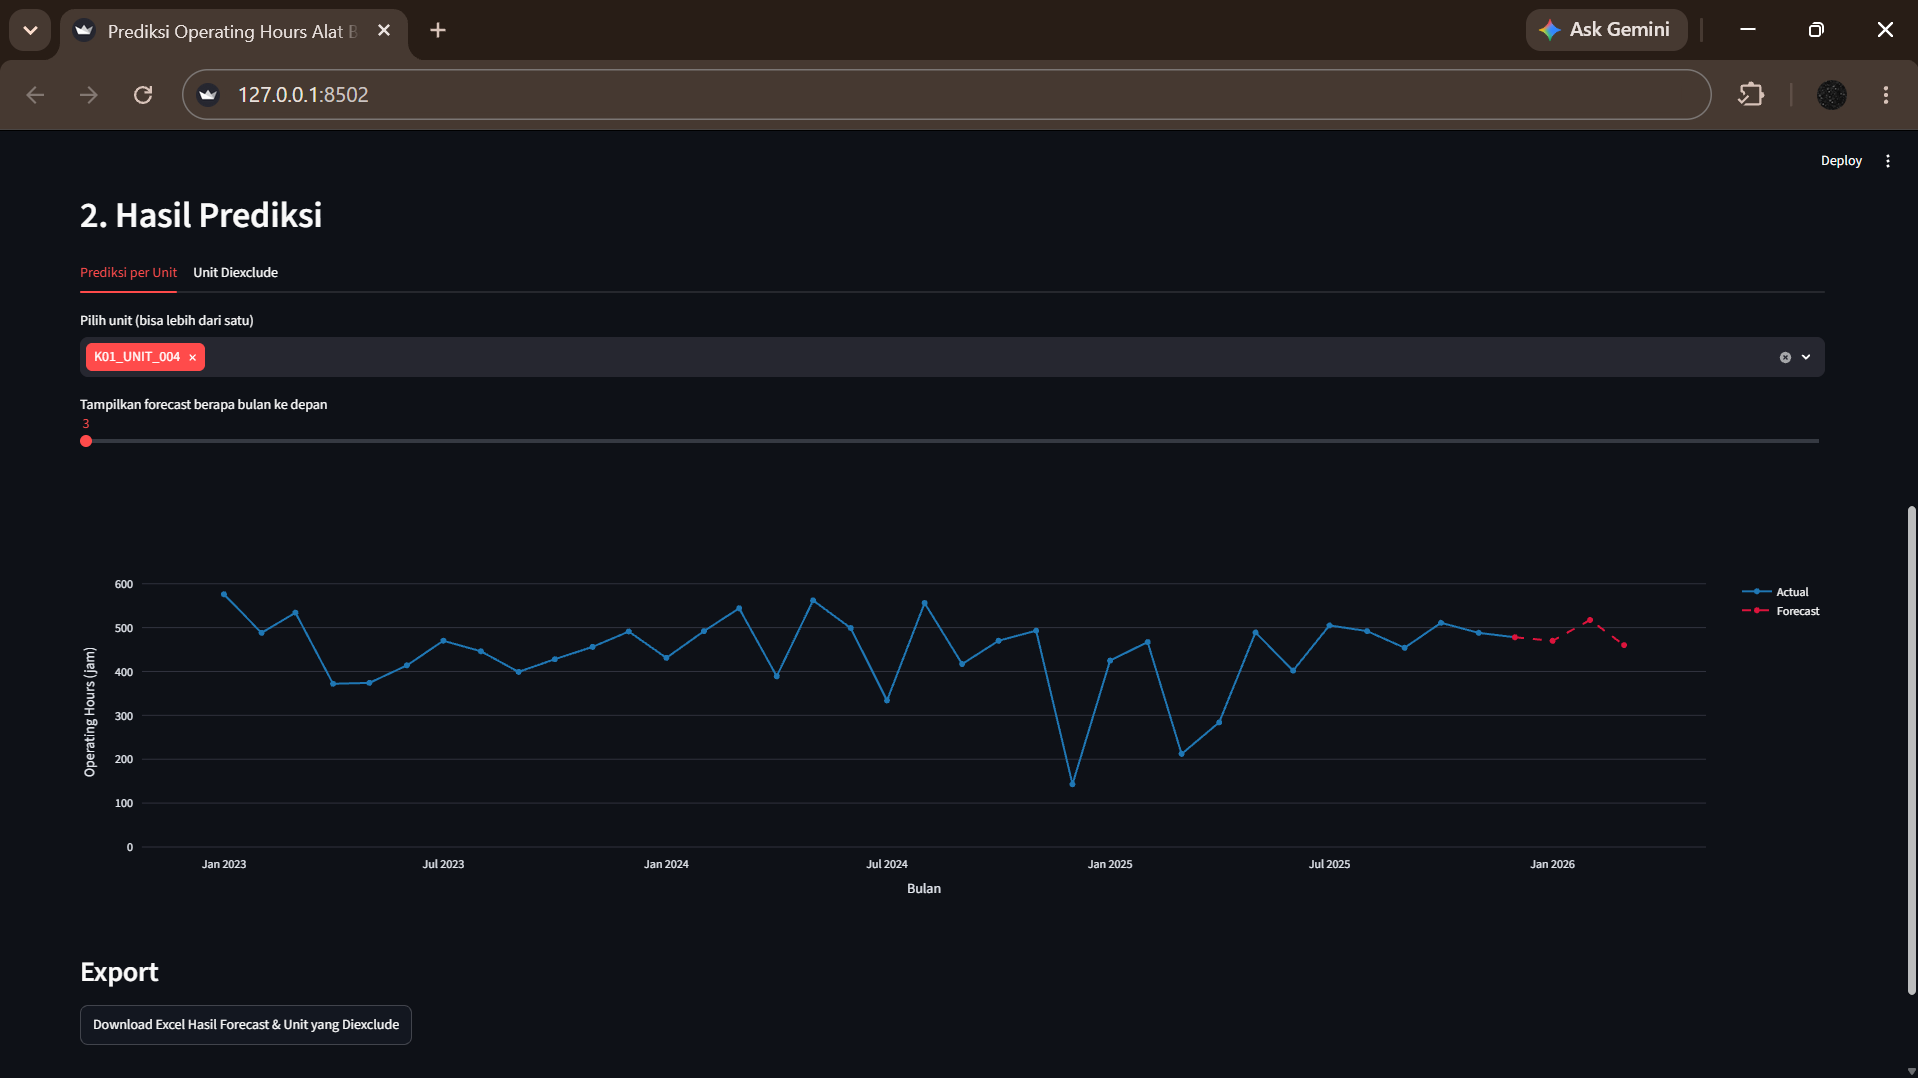 Prediksi Operating Hours Alat B
Ask Gemini
127.0.0.1:8502
Deploy
2. Hasil Prediksi
Prediksi per Unit
Unit Diexclude
Pilih unit (bisa lebih dari satu)
K01_UNIT_004
Tampilkan forecast berapa bulan ke depan
3
Operating Hours (jam)
600
500
400
300
200
100
0
Jan 2023
Jul 2023
Jan 2024
Jul 2024
Jan 2025
Jul 2025
Jan 2026
Bulan
Actual
Forecast
Export
Download Excel Hasil Forecast & Unit yang Diexclude